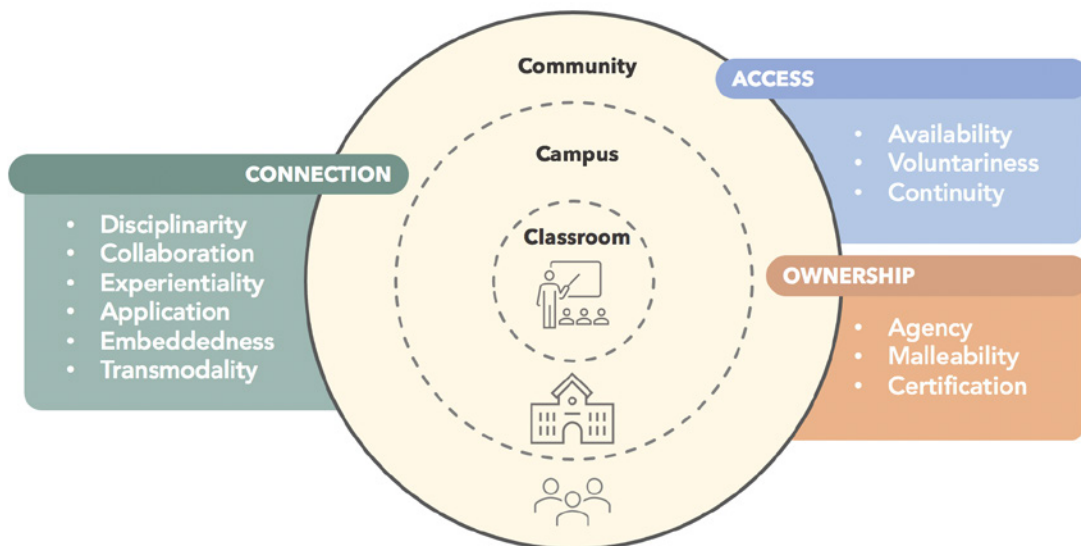 Community
Campus
Classroom
CONNECTION
• Disciplinarity
• Collaboration
• Experientiality
• Application
• Embeddedness
• Transmodality
ACCESS
• Availability
• Voluntariness
• Continuity
OWNERSHIP
• Agency
• Malleability
• Certification